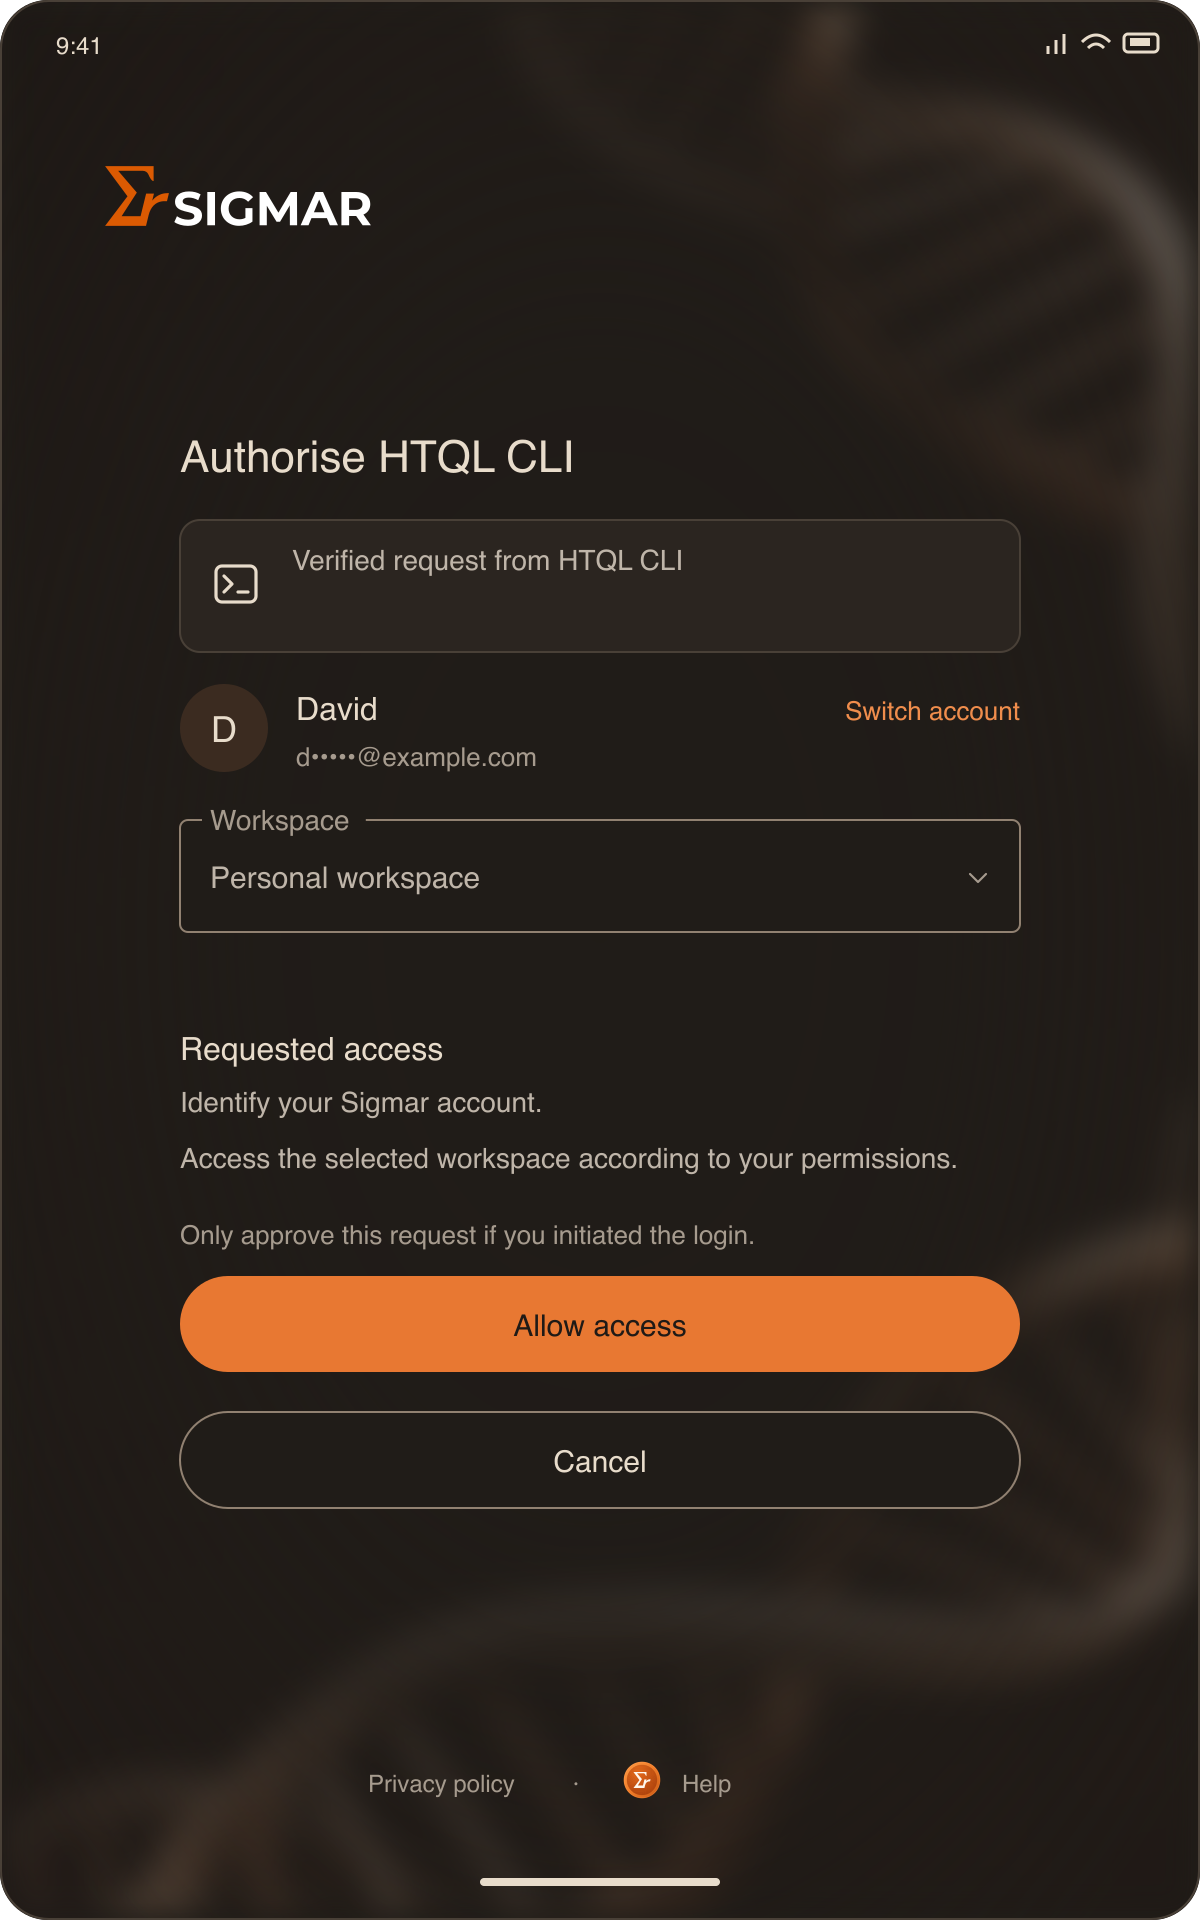 9:41
Σr SIGMAR
Authorise HTQL CLI
Verified request from HTQL CLI
D
David
Switch account
d•••••@example.com
Workspace
Personal workspace
Requested access
Identify your Sigmar account.
Access the selected workspace according to your permissions.
Only approve this request if you initiated the login.
Allow access
Cancel
Privacy policy · Σr Help